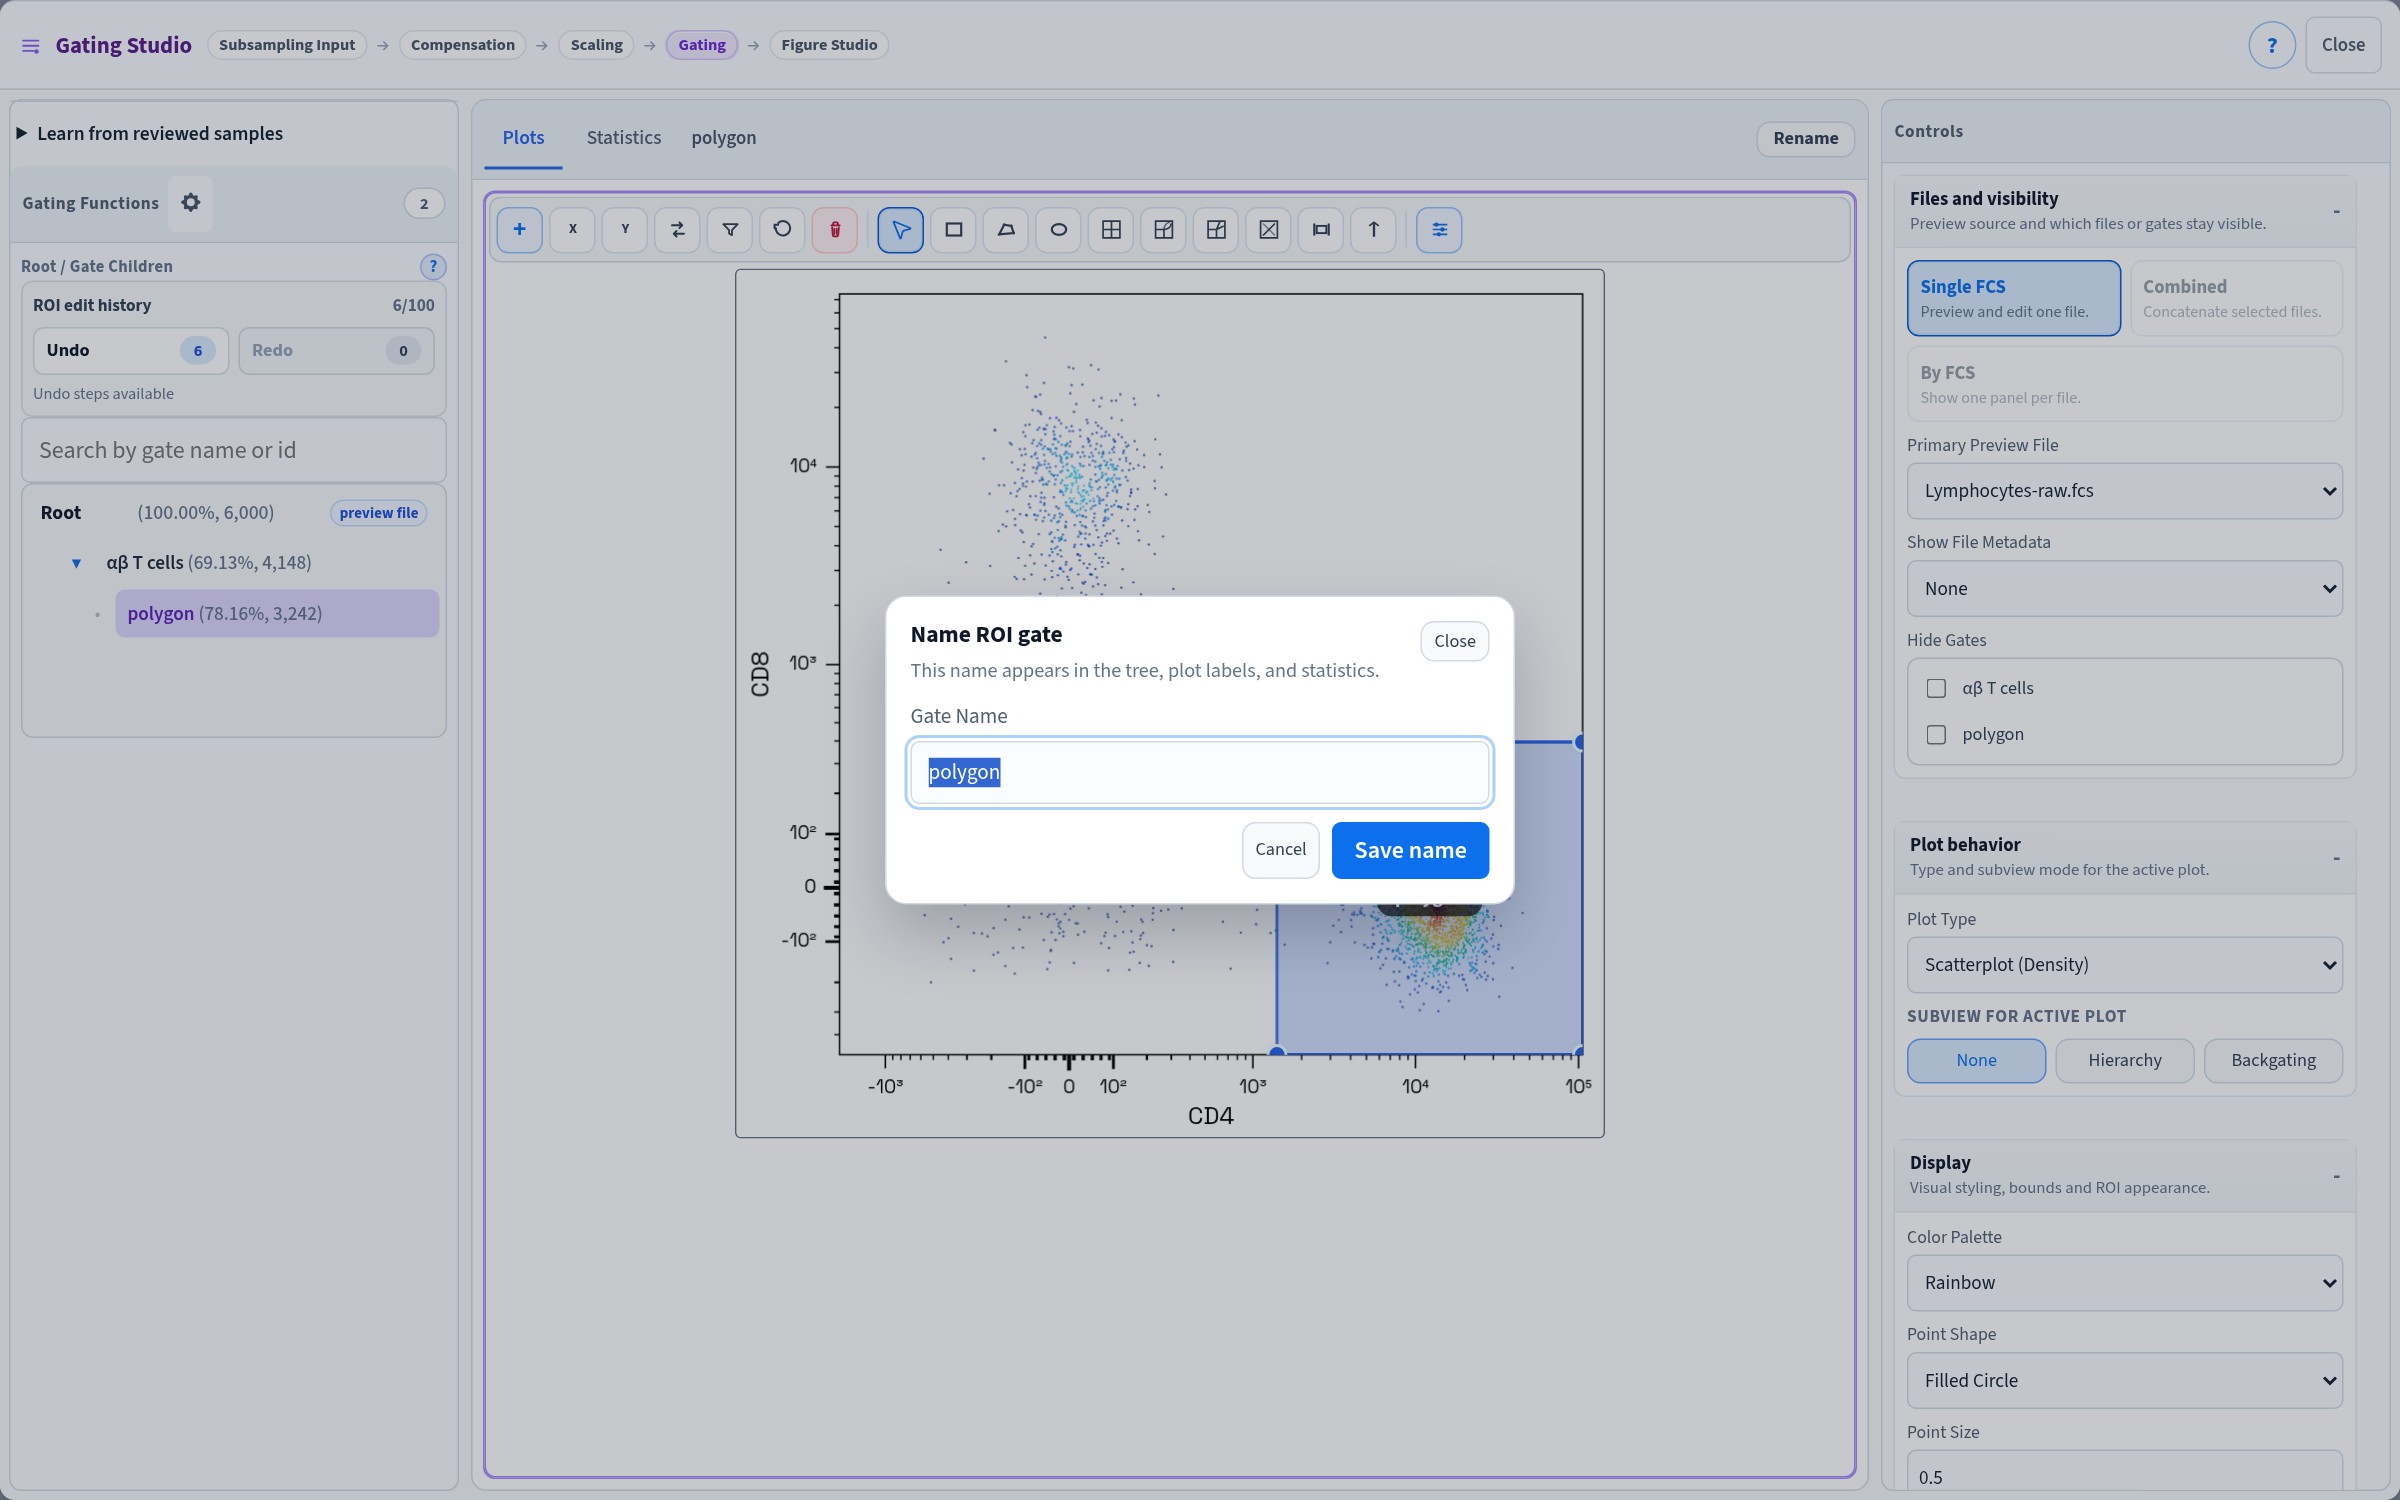 Gating Studio
Subsampling Input → Compensation → Scaling → Gating → Figure Studio
? Close
Learn from reviewed samples
Gating Functions 2
Root / Gate Children ?
ROI edit history 6/100
Undo 6 Redo 0
Undo steps available
Search by gate name or id
Root (100.00%, 6,000) preview file
αβ T cells (69.13%, 4,148)
polygon (78.16%, 3,242)
Plots Statistics polygon Rename
+ X Y
CD8
10⁴
10³
10²
0
-10²
-10³ -10² 0 10² 10³ 10⁴ 10⁵
CD4
Name ROI gate
Close
This name appears in the tree, plot labels, and statistics.
Gate Name
polygon
Cancel Save name
Controls
Files and visibility
Preview source and which files or gates stay visible.
-
Single FCS
Preview and edit one file.
Combined
Concatenate selected files.
By FCS
Show one panel per file.
Primary Preview File
Lymphocytes-raw.fcs
Show File Metadata
None
Hide Gates
αβ T cells
polygon
Plot behavior
Type and subview mode for the active plot.
-
Plot Type
Scatterplot (Density)
SUBVIEW FOR ACTIVE PLOT
None Hierarchy Backgating
Display
Visual styling, bounds and ROI appearance.
-
Color Palette
Rainbow
Point Shape
Filled Circle
Point Size
0.5